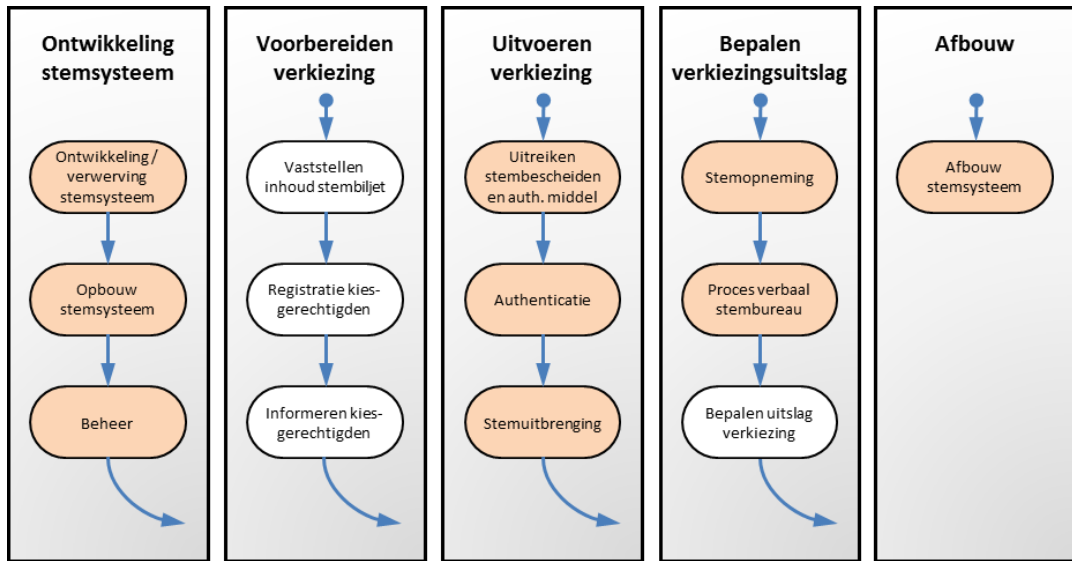 Ontwikkeling
stemsysteem
Ontwikkeling /
verwerving
stemsysteem
Opbouw
stemsysteem
Beheer
Voorbereiden
verkiezing
Vaststellen
inhoud stembiljet
Registratie kies-
gerechtigden
Informeren kies-
gerechtigden
Uitvoeren
verkiezing
Uitreiken
stembescheiden
en auth. middel
Authenticatie
Stemuitbrenging
Bepalen
verkiezingsuitslag
Stemopneming
Proces verbaal
stembureau
Bepalen uitslag
verkiezing
Afbouw
Afbouw
stemsysteem